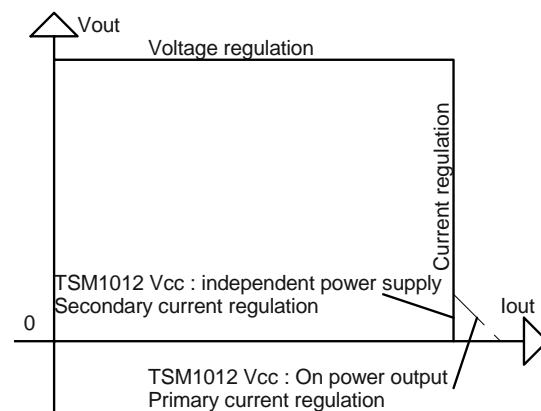 Vout
Voltage regulation
Current regulation
TSM1012 Vcc : independent power supply
Secondary current regulation
Iout
0
TSM1012 Vcc : On power output
Primary current regulation